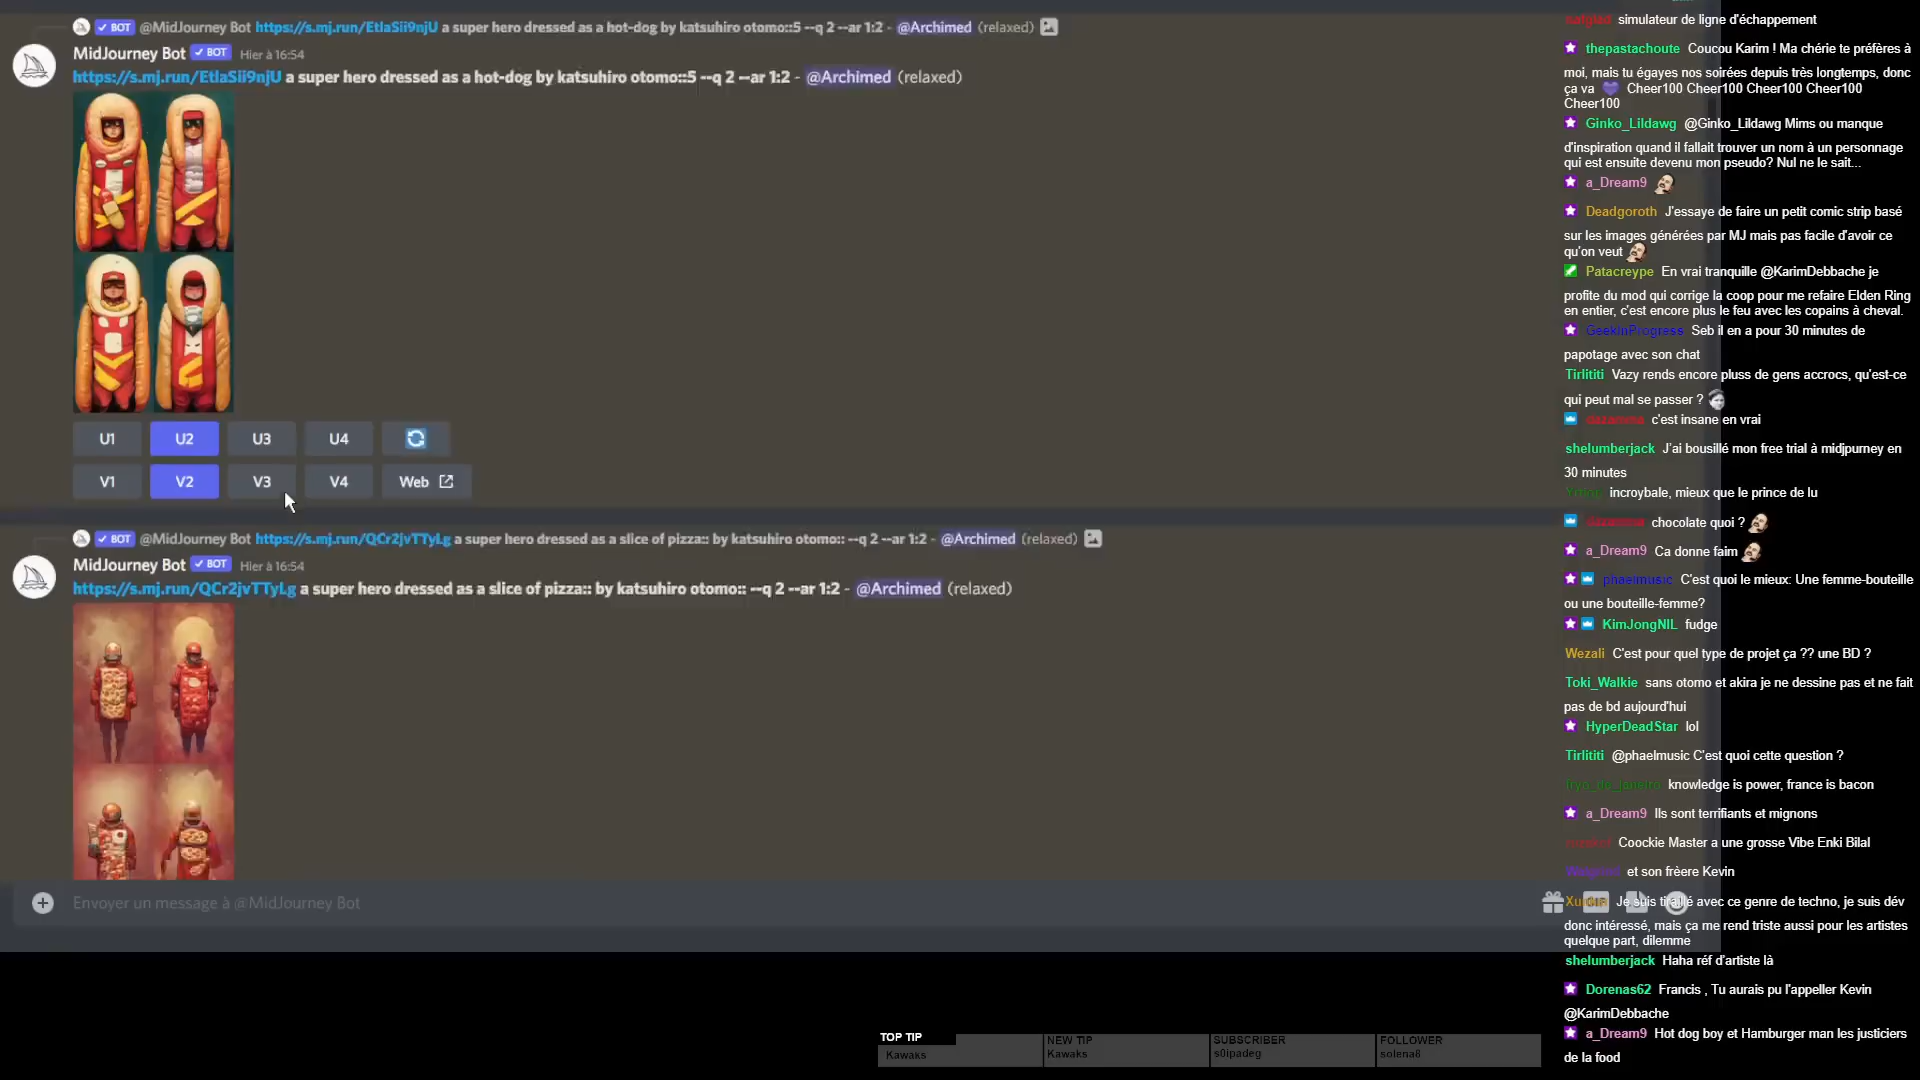 BOT @MidJourney Bot https://s.mj.run/EtlaSii9njU a super hero dressed as a hot-dog by katsuhiro otomo::5 --q 2 --ar 1:2 - @Archimed (relaxed)
MidJourney Bot BOT Hier à 16:54
https://s.mj.run/EtlaSii9njU a super hero dressed as a hot-dog by katsuhiro otomo::5 --q 2 --ar 1:2 - @Archimed (relaxed)
U1 U2 U3 U4
V1 V2 V3 V4 Web
BOT @MidJourney Bot https://s.mj.run/QCr2jvTTyLg a super hero dressed as a slice of pizza:: by katsuhiro otomo:: --q 2 --ar 1:2 - @Archimed (relaxed)
MidJourney Bot BOT Hier à 16:54
https://s.mj.run/QCr2jvTTyLg a super hero dressed as a slice of pizza:: by katsuhiro otomo:: --q 2 --ar 1:2 - @Archimed (relaxed)
Envoyer un message à @MidJourney Bot
GIF
simulateur de ligne d'échappement
thepastachoute Coucou Karim ! Ma chérie te préfères à
moi, mais tu égayes nos soirées depuis très longtemps, donc
ça va Cheer100 Cheer100 Cheer100 Cheer100
Cheer100
Ginko_Lildawg @Ginko_Lildawg Mims ou manque
d'inspiration quand il fallait trouver un nom à un personnage
qui est ensuite devenu mon pseudo? Nul ne le sait...
a_Dream9
Deadgoroth J'essaye de faire un petit comic strip basé
sur les images générées par MJ mais pas facile d'avoir ce
qu'on veut
Patacreype En vrai tranquille @KarimDebbache je
profite du mod qui corrige la coop pour me refaire Elden Ring
en entier, c'est encore plus le feu avec les copains à cheval.
GeekInProgress Seb il en a pour 30 minutes de
papotage avec son chat
Tirlititi Vazy rends encore pluss de gens accrocs, qu'est-ce
qui peut mal se passer ?
c'est insane en vrai
shelumberjack J'ai bousillé mon free trial à midjpurney en
30 minutes
incroybale, mieux que le prince de lu
chocolate quoi ?
a_Dream9 Ca donne faim
phaelmusic C'est quoi le mieux: Une femme-bouteille
ou une bouteille-femme?
KimJongNIL fudge
Wezali C'est pour quel type de projet ça ?? une BD ?
Toki_Walkie sans otomo et akira je ne dessine pas et ne fait
pas de bd aujourd'hui
HyperDeadStar lol
Tirlititi @phaelmusic C'est quoi cette question ?
knowledge is power, france is bacon
a_Dream9 Ils sont terrifiants et mignons
Coockie Master a une grosse Vibe Enki Bilal
et son frèere Kevin
Je suis tiraillé avec ce genre de techno, je suis dév
donc intéressé, mais ça me rend triste aussi pour les artistes
quelque part, dilemme
shelumberjack Haha réf d'artiste là
Dorenas62 Francis , Tu aurais pu l'appeller Kevin
@KarimDebbache
a_Dream9 Hot dog boy et Hamburger man les justiciers
de la food
TOP TIP
Kawaks
NEW TIP
Kawaks
SUBSCRIBER
s0ipadeg
FOLLOWER
solena8